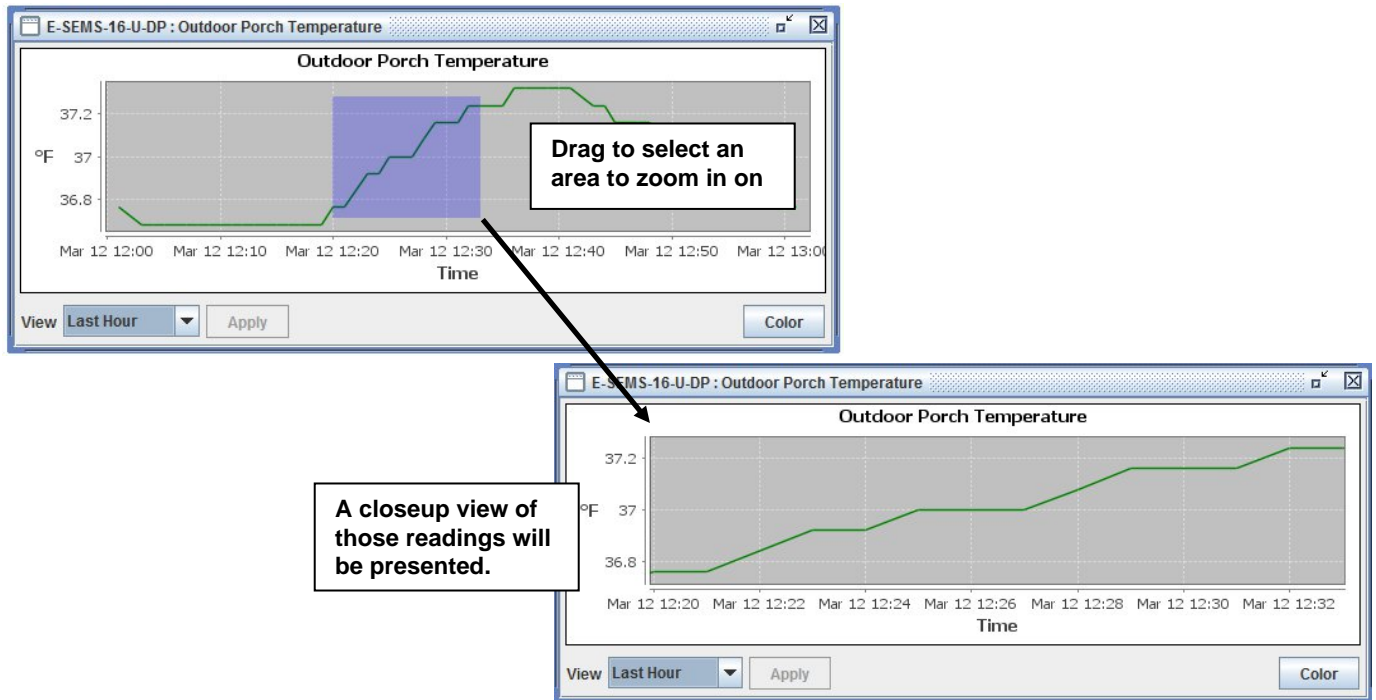 E-SEMS-16-U-DP : Outdoor Porch Temperature
Outdoor Porch Temperature
37.2
°F 37
36.8
Drag to select an
area to zoom in on
Mar 12 12:00 Mar 12 12:10 Mar 12 12:20 Mar 12 12:30 Mar 12 12:40 Mar 12 12:50 Mar 12 13:00
Time
View Last Hour Apply Color
E-SEMS-16-U-DP : Outdoor Porch Temperature
Outdoor Porch Temperature
37.2
°F 37
36.8
A closeup view of
those readings will
be presented.
Mar 12 12:20 Mar 12 12:22 Mar 12 12:24 Mar 12 12:26 Mar 12 12:28 Mar 12 12:30 Mar 12 12:32
Time
View Last Hour Apply Color